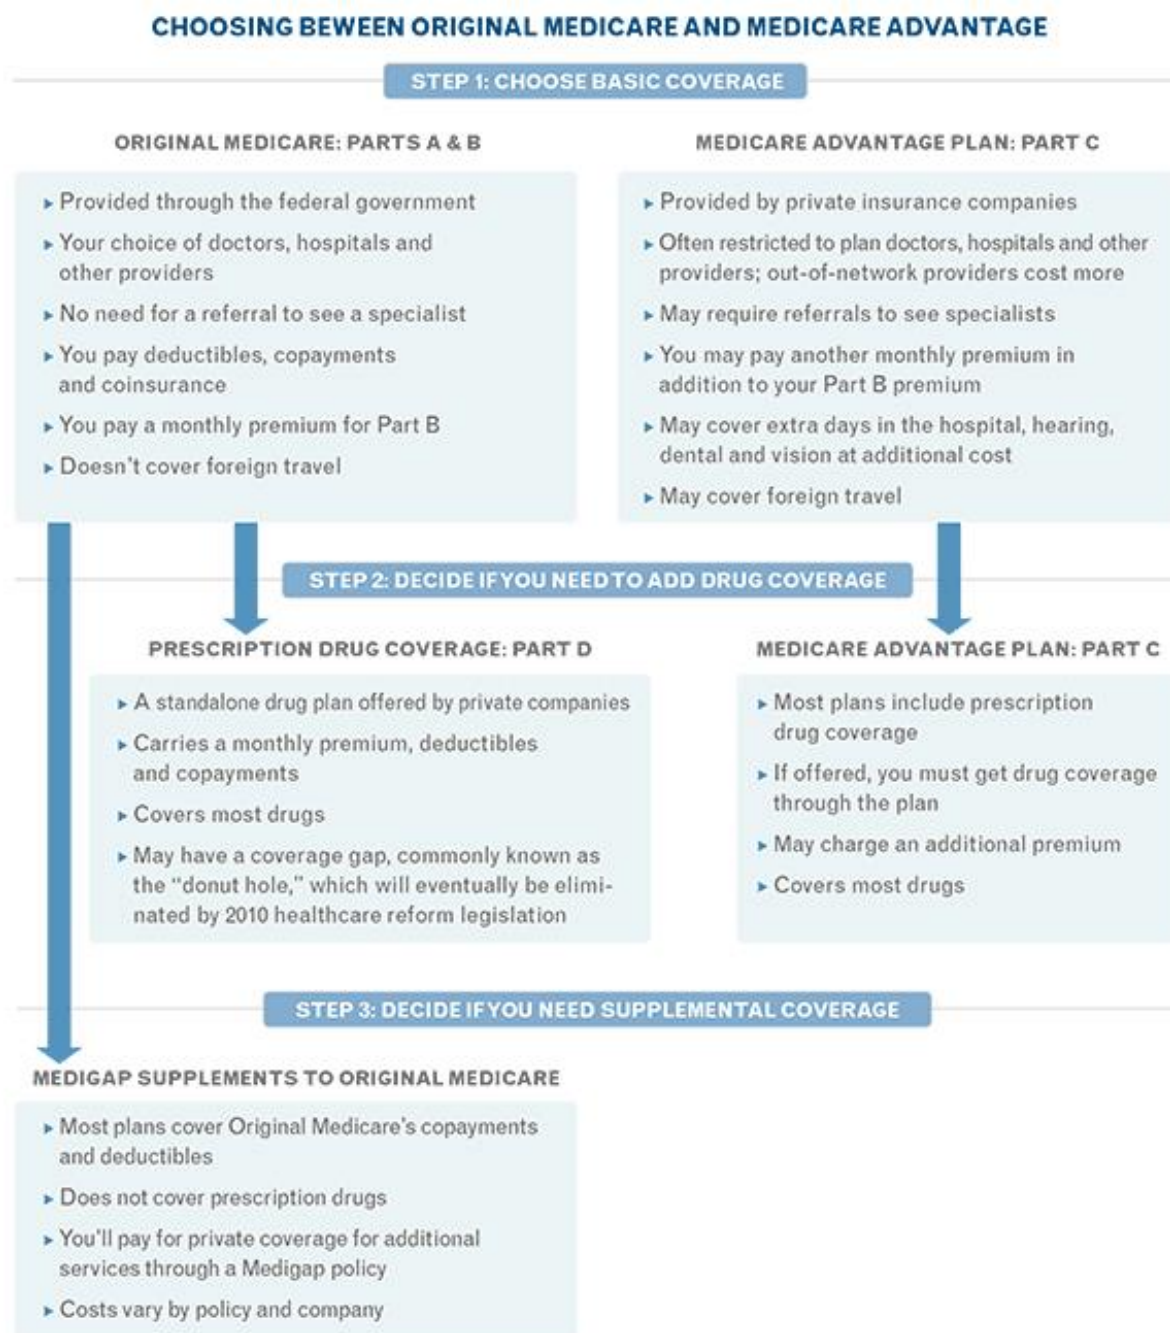 CHOOSING BEWEEN ORIGINAL MEDICARE AND MEDICARE ADVANTAGE
STEP 1: CHOOSE BASIC COVERAGE
ORIGINAL MEDICARE: PARTS A & B
▸ Provided through the federal government
▸ Your choice of doctors, hospitals and
other providers
▸ No need for a referral to see a specialist
▸ You pay deductibles, copayments
and coinsurance
▸ You pay a monthly premium for Part B
▸ Doesn't cover foreign travel
MEDICARE ADVANTAGE PLAN: PART C
▸ Provided by private insurance companies
▸ Often restricted to plan doctors, hospitals and other
providers; out-of-network providers cost more
▸ May require referrals to see specialists
▸ You may pay another monthly premium in
addition to your Part B premium
▸ May cover extra days in the hospital, hearing,
dental and vision at additional cost
▸ May cover foreign travel
STEP 2: DECIDE IF YOU NEED TO ADD DRUG COVERAGE
PRESCRIPTION DRUG COVERAGE: PART D
▸ A standalone drug plan offered by private companies
▸ Carries a monthly premium, deductibles
and copayments
▸ Covers most drugs
▸ May have a coverage gap, commonly known as
the "donut hole," which will eventually be elimi-
nated by 2010 healthcare reform legislation
MEDICARE ADVANTAGE PLAN: PART C
▸ Most plans include prescription
drug coverage
▸ If offered, you must get drug coverage
through the plan
▸ May charge an additional premium
▸ Covers most drugs
STEP 3: DECIDE IF YOU NEED SUPPLEMENTAL COVERAGE
MEDIGAP SUPPLEMENTS TO ORIGINAL MEDICARE
▸ Most plans cover Original Medicare's copayments
and deductibles
▸ Does not cover prescription drugs
▸ You'll pay for private coverage for additional
services through a Medigap policy
▸ Costs vary by policy and company